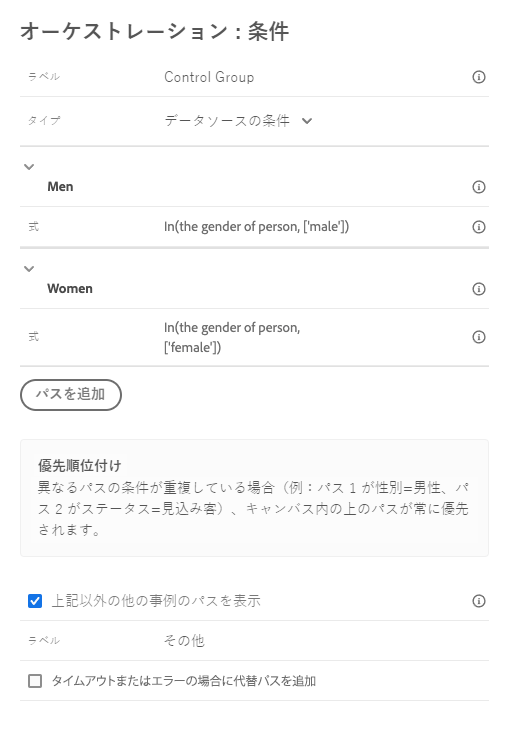 オーケストレーション : 条件
ラベル Control Group
タイプ データソースの条件
Men
式 In(the gender of person, ['male'])
Women
式 In(the gender of person,
['female'])
パスを追加
優先順位付け
異なるパスの条件が重複している場合（例：パス 1 が性別=男性、パ
ス 2 がステータス=見込み客）、キャンバス内の上のパスが常に優先
されます。
上記以外の他の事例のパスを表示
ラベル その他
タイムアウトまたはエラーの場合に代替パスを追加